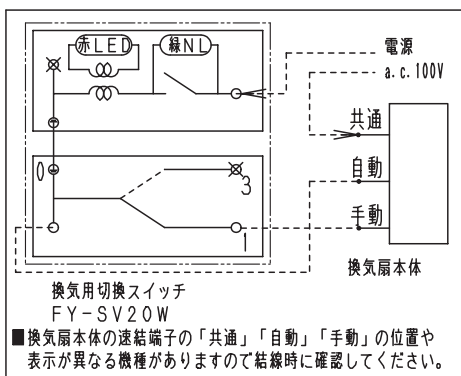 赤LED
緑NL
電源
a.c.100V
共通
自動
手動
0
3
1
換気扇本体
換気用切換スイッチ
FY-SV20W
■換気扇本体の速結端子の「共通」「自動」「手動」の位置や
表示が異なる機種がありますので結線時に確認してください。